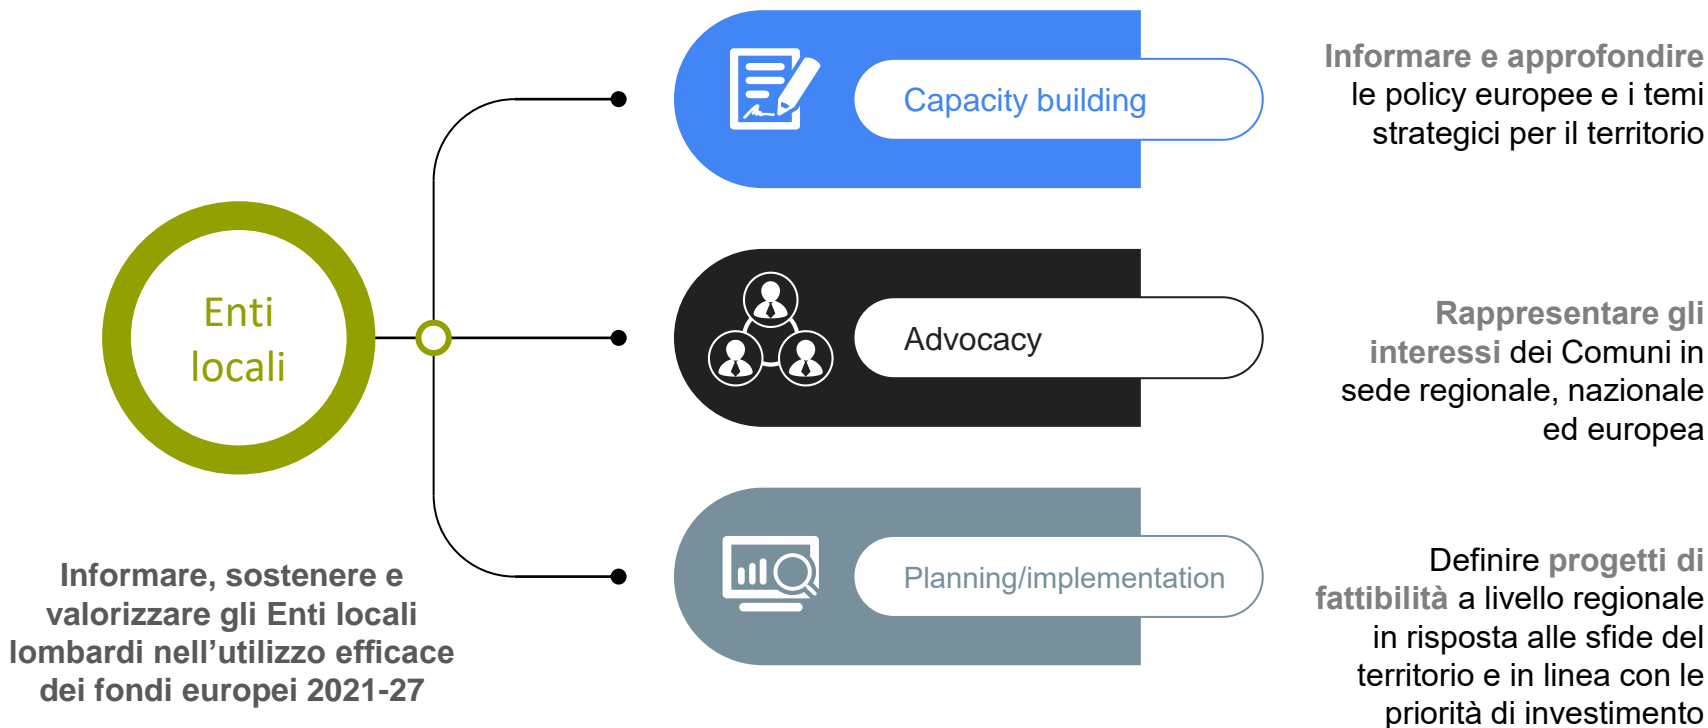 Enti
locali
Informare, sostenere e
valorizzare gli Enti locali
lombardi nell’utilizzo efficace
dei fondi europei 2021-27
Capacity building
Informare e approfondire
le policy europee e i temi
strategici per il territorio
Advocacy
Rappresentare gli
interessi dei Comuni in
sede regionale, nazionale
ed europea
Planning/implementation
Definire progetti di
fattibilità a livello regionale
in risposta alle sfide del
territorio e in linea con le
priorità di investimento